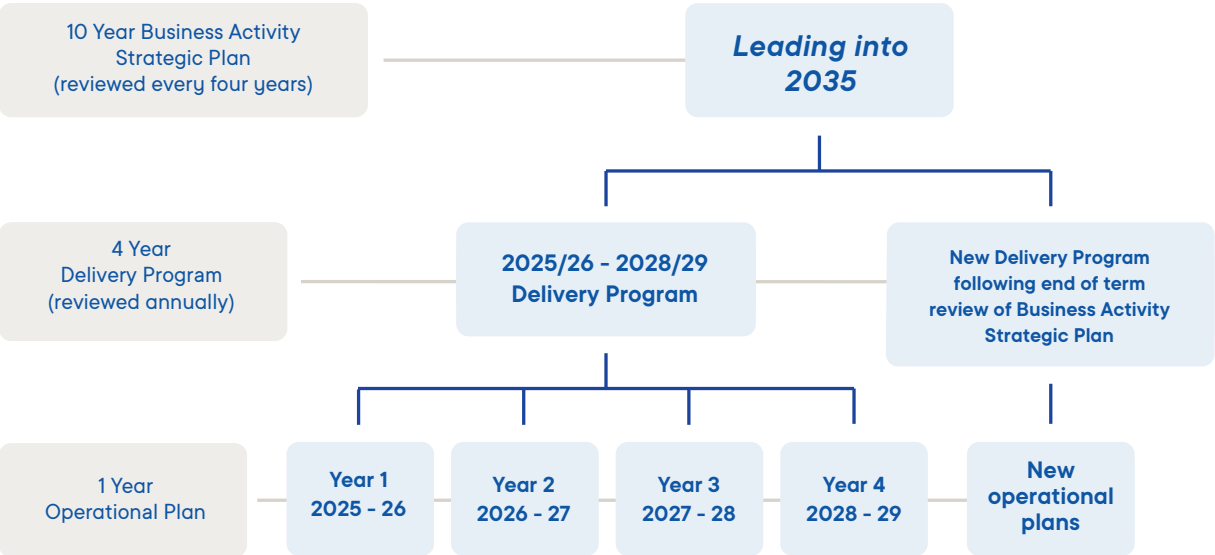 10 Year Business Activity
Strategic Plan
(reviewed every four years)
Leading into
2035
4 Year
Delivery Program
(reviewed annually)
2025/26 - 2028/29
Delivery Program
New Delivery Program
following end of term
review of Business Activity
Strategic Plan
1 Year
Operational Plan
Year 1
2025 - 26
Year 2
2026 - 27
Year 3
2027 - 28
Year 4
2028 - 29
New
operational
plans